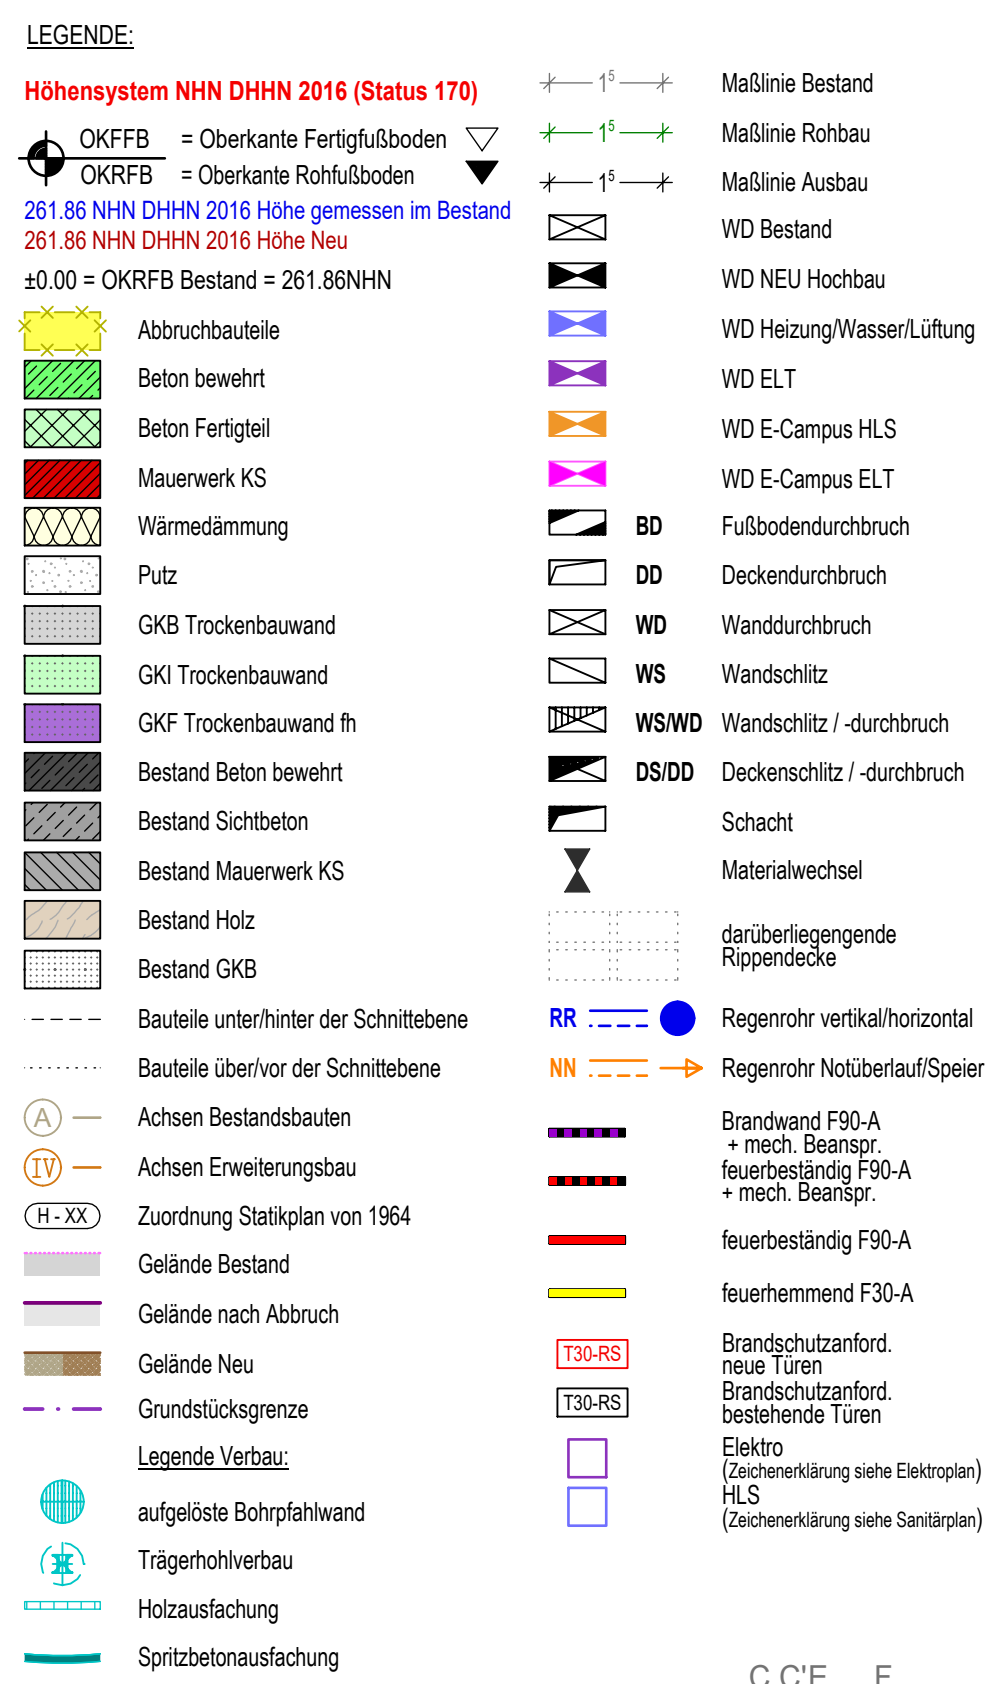 LEGENDE:
Höhensystem NHN DHHN 2016 (Status 170)
OKFFB = Oberkante Fertigfußboden
OKRFB = Oberkante Rohfußboden
261.86 NHN DHHN 2016 Höhe gemessen im Bestand
261.86 NHN DHHN 2016 Höhe Neu
±0.00 = OKRFB Bestand = 261.86NHN
Abbruchbauteile
Beton bewehrt
Beton Fertigteil
Mauerwerk KS
Wärmedämmung
Putz
GKB Trockenbauwand
GKI Trockenbauwand
GKF Trockenbauwand fh
Bestand Beton bewehrt
Bestand Sichtbeton
Bestand Mauerwerk KS
Bestand Holz
Bestand GKB
Bauteile unter/hinter der Schnittebene
Bauteile über/vor der Schnittebene
A Achsen Bestandsbauten
IV Achsen Erweiterungsbau
H - XX Zuordnung Statikplan von 1964
Gelände Bestand
Gelände nach Abbruch
Gelände Neu
Grundstücksgrenze
Legende Verbau:
aufgelöste Bohrpfahlwand
Trägerhohlverbau
Holzausfachung
Spritzbetonausfachung
1⁵ Maßlinie Bestand
1⁵ Maßlinie Rohbau
1⁵ Maßlinie Ausbau
WD Bestand
WD NEU Hochbau
WD Heizung/Wasser/Lüftung
WD ELT
WD E-Campus HLS
WD E-Campus ELT
BD Fußbodendurchbruch
DD Deckendurchbruch
WD Wanddurchbruch
WS Wandschlitz
WS/WD Wandschlitz / -durchbruch
DS/DD Deckenschlitz / -durchbruch
Schacht
Materialwechsel
darüberliegengende
Rippendecke
RR Regenrohr vertikal/horizontal
NN Regenrohr Notüberlauf/Speier
Brandwand F90-A
+ mech. Beanspr.
feuerbeständig F90-A
+ mech. Beanspr.
feuerbeständig F90-A
feuerhemmend F30-A
T30-RS Brandschutzanford.
neue Türen
T30-RS Brandschutzanford.
bestehende Türen
Elektro
(Zeichenerklärung siehe Elektroplan)
HLS
(Zeichenerklärung siehe Sanitärplan)